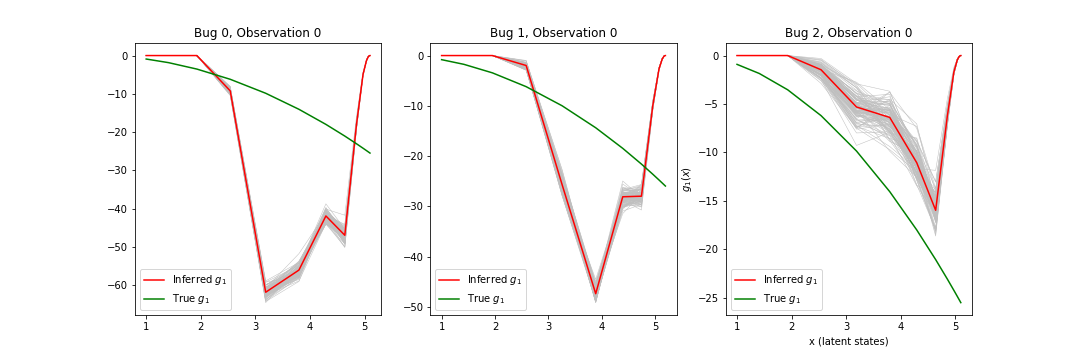 Bug 0, Observation 0
0
−10
−20
−30
−40
−50
−60
1 2 3 4 5
Inferred g₁
True g₁
Bug 1, Observation 0
0
−10
−20
−30
−40
−50
1 2 3 4 5
Inferred g₁
True g₁
Bug 2, Observation 0
g₁(x)
0
−5
−10
−15
−20
−25
1 2 3 4 5
x (latent states)
Inferred g₁
True g₁